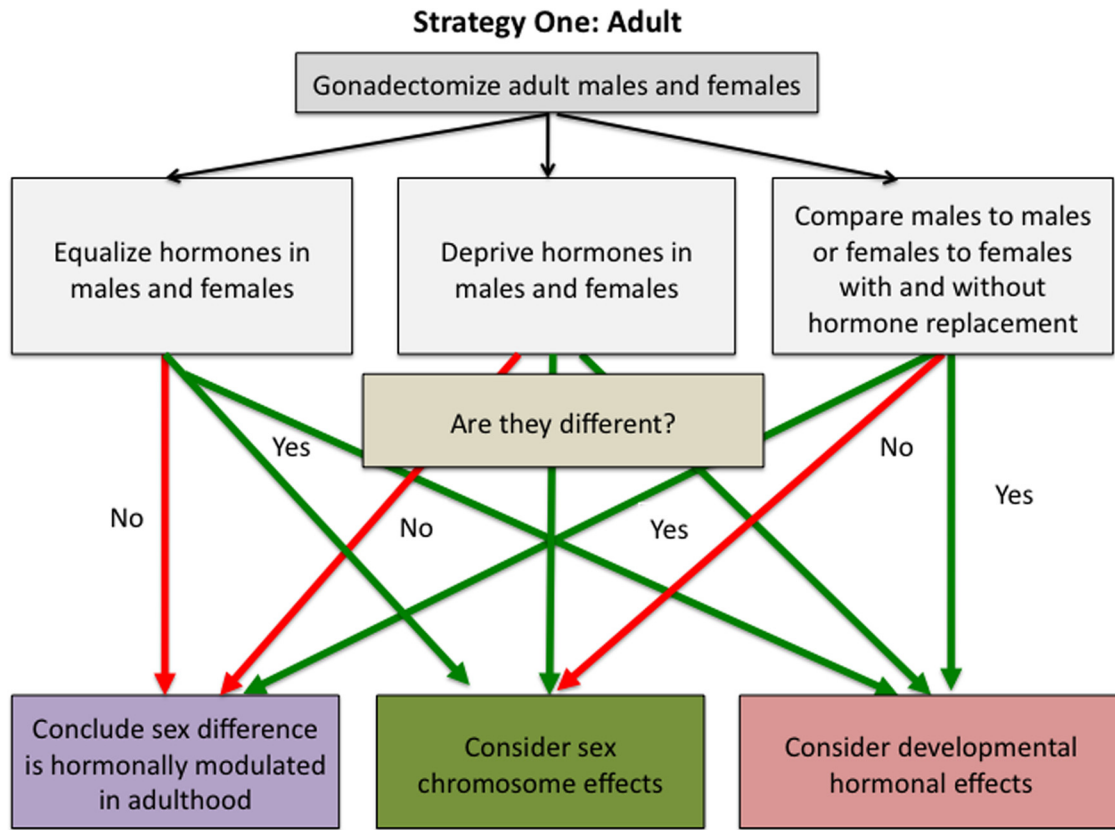 Strategy One: Adult
Gonadectomize adult males and females
Equalize hormones in
males and females
Deprive hormones in
males and females
Compare males to males
or females to females
with and without
hormone replacement
Are they different?
Yes
No
Yes
No
No
Yes
Conclude sex difference
is hormonally modulated
in adulthood
Consider sex
chromosome effects
Consider developmental
hormonal effects